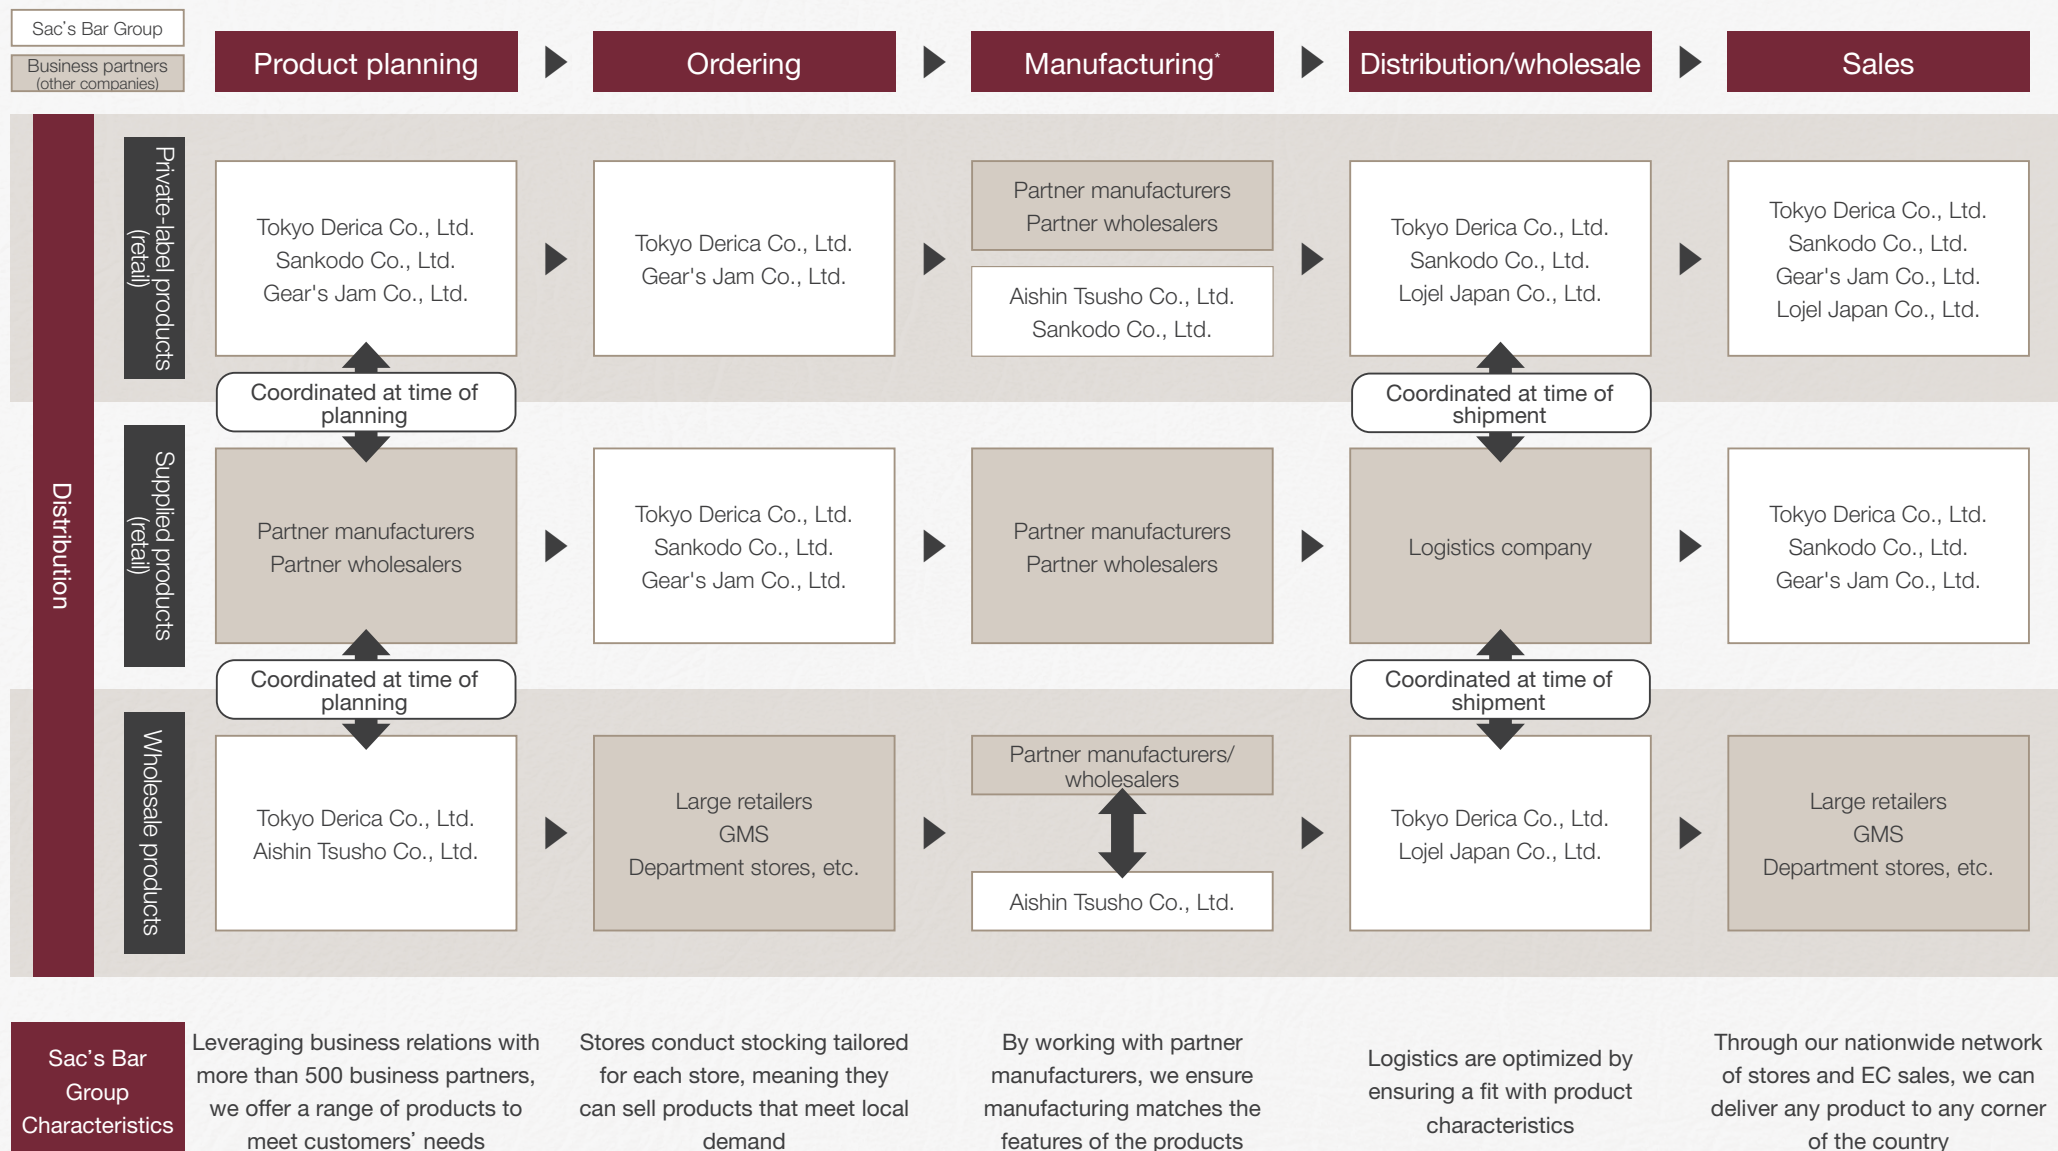 Sac's Bar Group
Business partners
(other companies)
Product planning
Ordering
Manufacturing*
Distribution/wholesale
Sales
Distribution
Private-label products
(retail)
Tokyo Derica Co., Ltd.
Sankodo Co., Ltd.
Gear's Jam Co., Ltd.
Tokyo Derica Co., Ltd.
Gear's Jam Co., Ltd.
Partner manufacturers
Partner wholesalers
Aishin Tsusho Co., Ltd.
Sankodo Co., Ltd.
Tokyo Derica Co., Ltd.
Sankodo Co., Ltd.
Lojel Japan Co., Ltd.
Tokyo Derica Co., Ltd.
Sankodo Co., Ltd.
Gear's Jam Co., Ltd.
Lojel Japan Co., Ltd.
Coordinated at time of
planning
Coordinated at time of
shipment
Supplied products
(retail)
Partner manufacturers
Partner wholesalers
Tokyo Derica Co., Ltd.
Sankodo Co., Ltd.
Gear's Jam Co., Ltd.
Partner manufacturers
Partner wholesalers
Logistics company
Tokyo Derica Co., Ltd.
Sankodo Co., Ltd.
Gear's Jam Co., Ltd.
Coordinated at time of
planning
Coordinated at time of
shipment
Wholesale products
Tokyo Derica Co., Ltd.
Aishin Tsusho Co., Ltd.
Large retailers
GMS
Department stores, etc.
Partner manufacturers/
wholesalers
Aishin Tsusho Co., Ltd.
Tokyo Derica Co., Ltd.
Lojel Japan Co., Ltd.
Large retailers
GMS
Department stores, etc.
Sac's Bar
Group
Characteristics
Leveraging business relations with
more than 500 business partners,
we offer a range of products to
meet customers' needs
Stores conduct stocking tailored
for each store, meaning they
can sell products that meet local
demand
By working with partner
manufacturers, we ensure
manufacturing matches the
features of the products
Logistics are optimized by
ensuring a fit with product
characteristics
Through our nationwide network
of stores and EC sales, we can
deliver any product to any corner
of the country